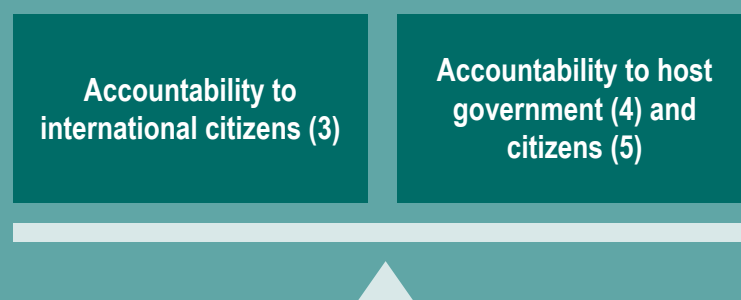 Accountability to
international citizens (3)
Accountability to host
government (4) and
citizens (5)